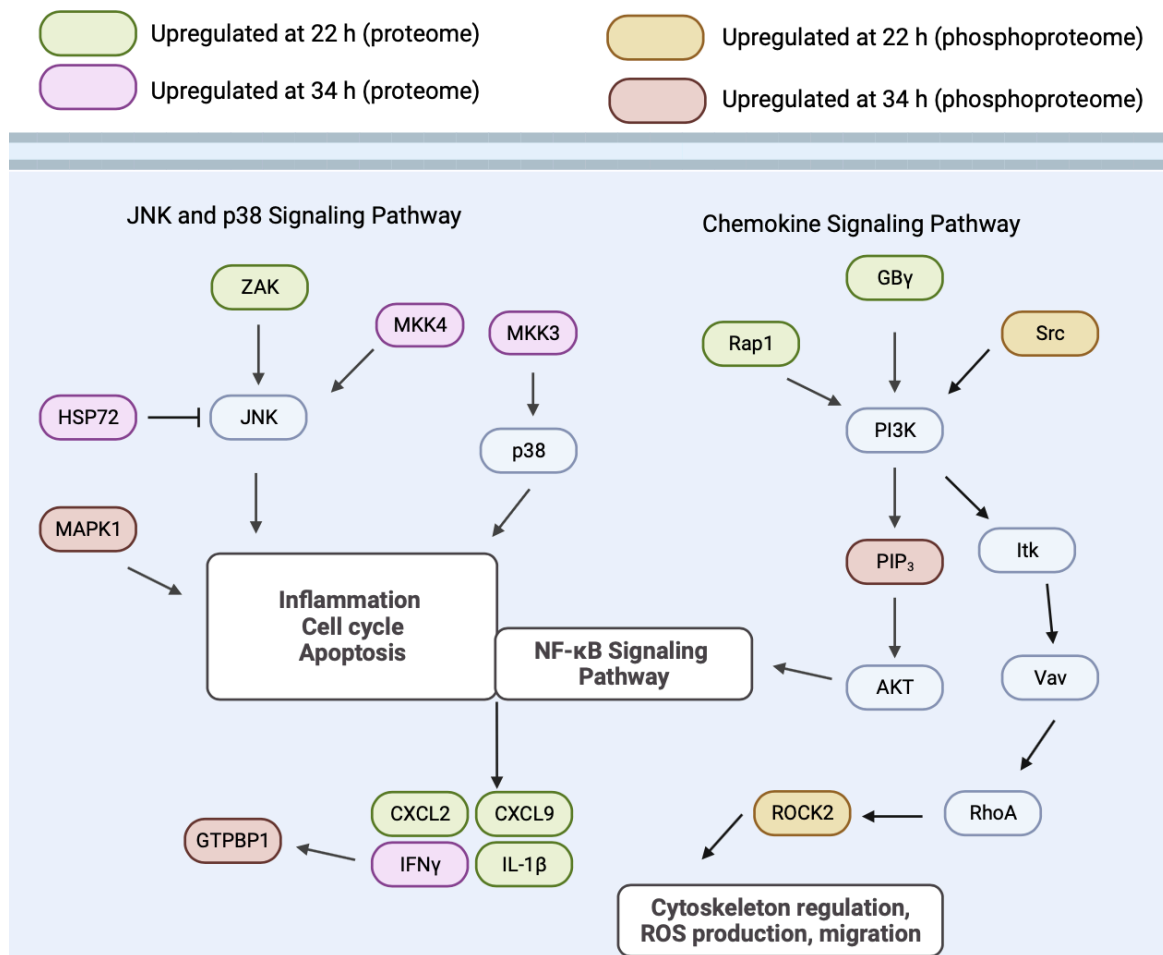 Upregulated at 22 h (proteome)
Upregulated at 34 h (proteome)
Upregulated at 22 h (phosphoproteome)
Upregulated at 34 h (phosphoproteome)
JNK and p38 Signaling Pathway
ZAK
MKK4
MKK3
HSP72
JNK
p38
MAPK1
Inflammation
Cell cycle
Apoptosis
NF-κB Signaling
Pathway
CXCL2
CXCL9
GTPBP1
IFNγ
IL-1β
Chemokine Signaling Pathway
GBγ
Rap1
Src
PI3K
PIP₃
Itk
AKT
Vav
ROCK2
RhoA
Cytoskeleton regulation,
ROS production, migration